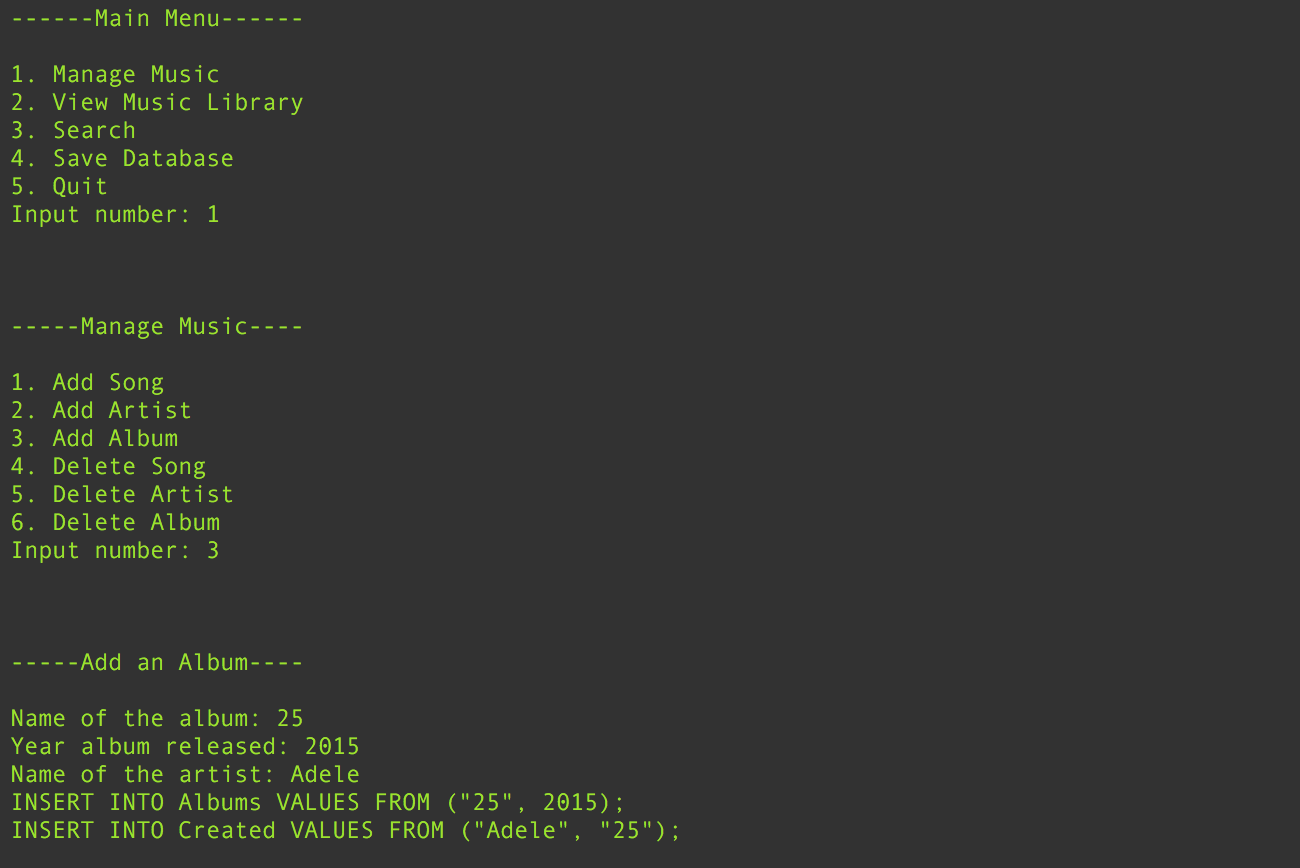 ------Main Menu------
1. Manage Music
2. View Music Library
3. Search
4. Save Database
5. Quit
Input number: 1
-----Manage Music----
1. Add Song
2. Add Artist
3. Add Album
4. Delete Song
5. Delete Artist
6. Delete Album
Input number: 3
-----Add an Album----
Name of the album: 25
Year album released: 2015
Name of the artist: Adele
INSERT INTO Albums VALUES FROM ("25", 2015);
INSERT INTO Created VALUES FROM ("Adele", "25");